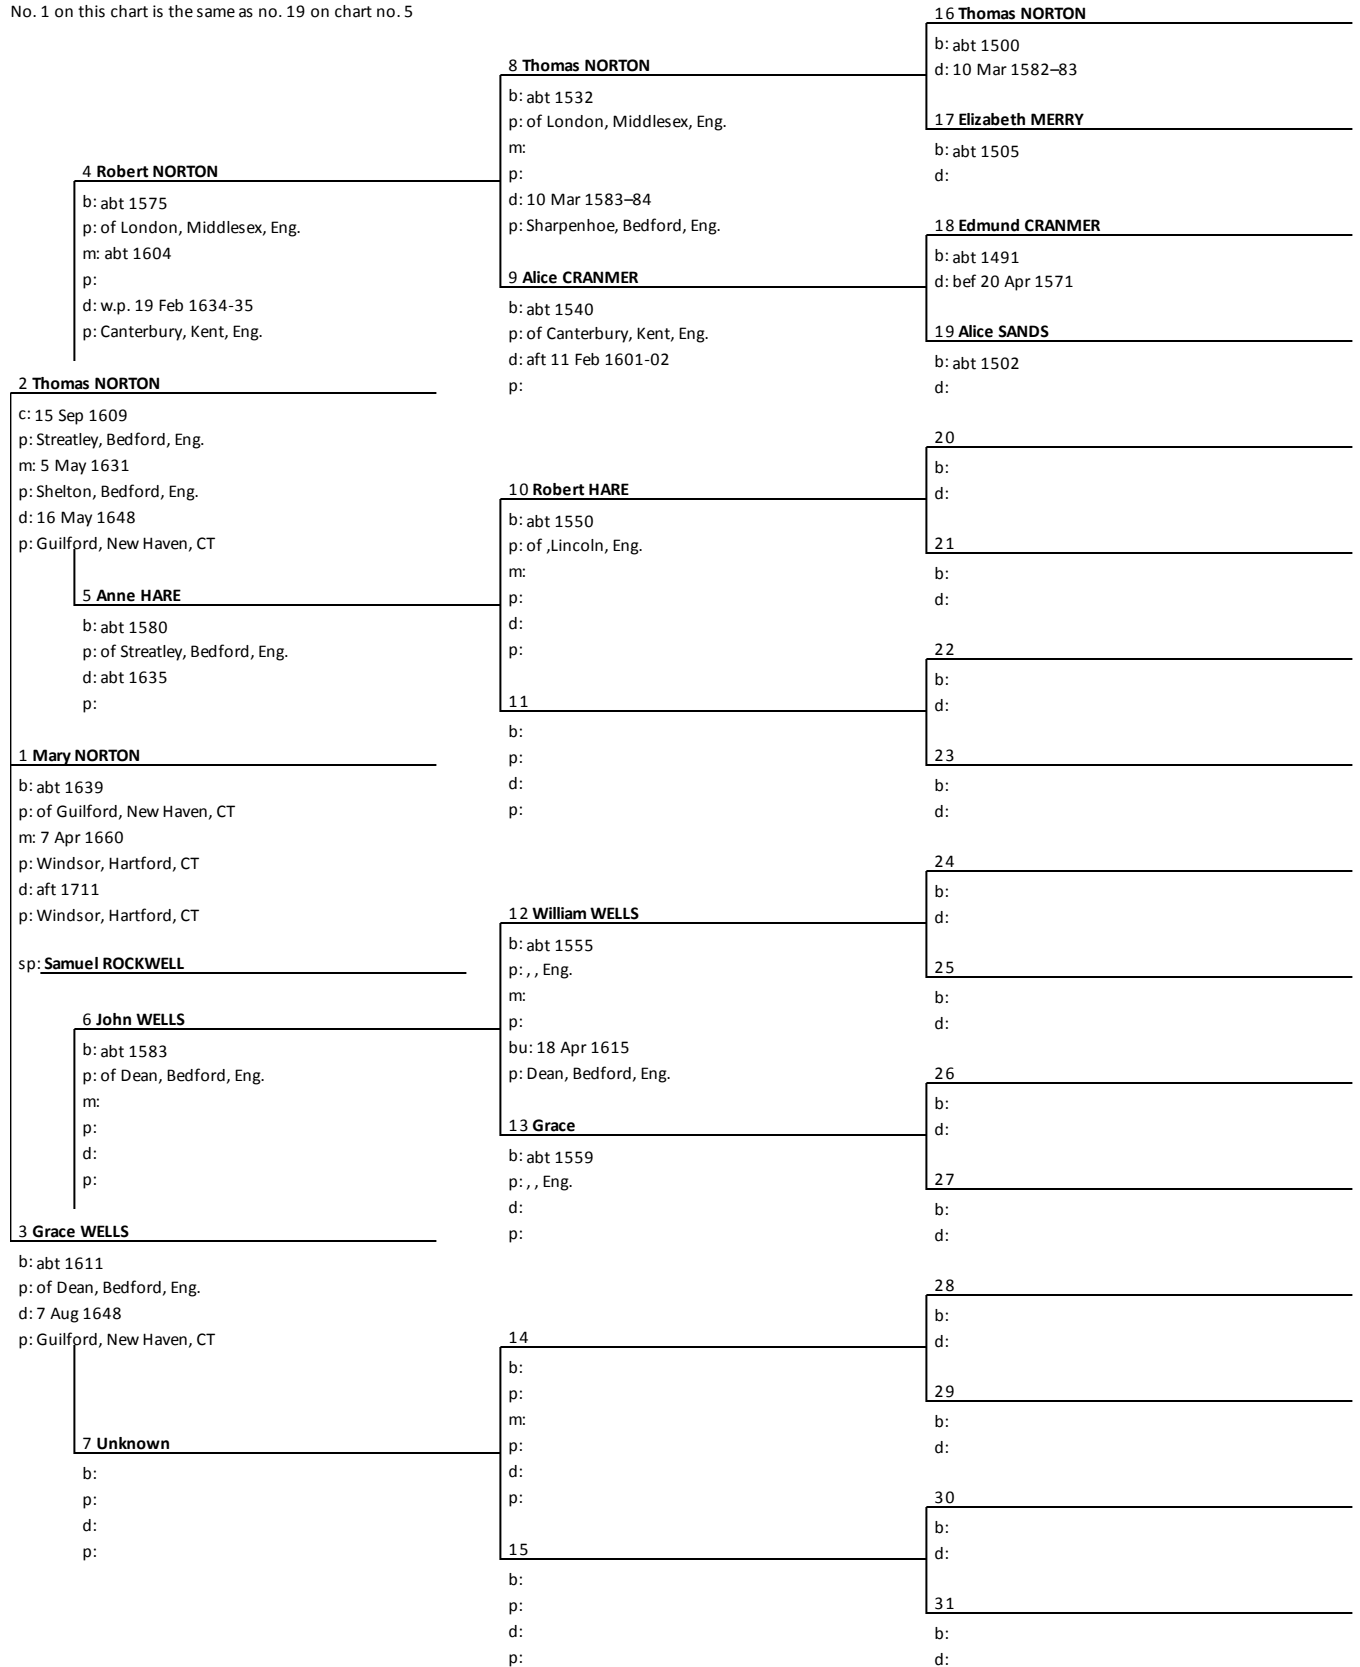 No. 1 on this chart is the same as no. 19 on chart no. 5
2 Thomas NORTON
c: 15 Sep 1609
p: Streatley, Bedford, Eng.
m: 5 May 1631
p: Shelton, Bedford, Eng.
d: 16 May 1648
p: Guilford, New Haven, CT
1 Mary NORTON
b: abt 1639
p: of Guilford, New Haven, CT
m: 7 Apr 1660
p: Windsor, Hartford, CT
d: aft 1711
p: Windsor, Hartford, CT
sp: Samuel ROCKWELL
3 Grace WELLS
b: abt 1611
p: of Dean, Bedford, Eng.
d: 7 Aug 1648
p: Guilford, New Haven, CT
4 Robert NORTON
b: abt 1575
p: of London, Middlesex, Eng.
m: abt 1604
p:
d: w.p. 19 Feb 1634-35
p: Canterbury, Kent, Eng.
5 Anne HARE
b: abt 1580
p: of Streatley, Bedford, Eng.
d: abt 1635
p:
6 John WELLS
b: abt 1583
p: of Dean, Bedford, Eng.
m:
p:
d:
p:
7 Unknown
b:
p:
d:
p:
8 Thomas NORTON
b: abt 1532
p: of London, Middlesex, Eng.
m:
p:
d: 10 Mar 1583–84
p: Sharpenhoe, Bedford, Eng.
9 Alice CRANMER
b: abt 1540
p: of Canterbury, Kent, Eng.
d: aft 11 Feb 1601-02
p:
10 Robert HARE
b: abt 1550
p: of ,Lincoln, Eng.
m:
p:
d:
p:
11
b:
p:
d:
p:
12 William WELLS
b: abt 1555
p: , , Eng.
m:
p:
bu: 18 Apr 1615
p: Dean, Bedford, Eng.
13 Grace
b: abt 1559
p: , , Eng.
d:
p:
14
b:
p:
m:
p:
d:
p:
15
b:
p:
d:
p:
16 Thomas NORTON
b: abt 1500
d: 10 Mar 1582–83
17 Elizabeth MERRY
b: abt 1505
d:
18 Edmund CRANMER
b: abt 1491
d: bef 20 Apr 1571
19 Alice SANDS
b: abt 1502
d:
20
b:
d:
21
b:
d:
22
b:
d:
23
b:
d:
24
b:
d:
25
b:
d:
26
b:
d:
27
b:
d:
28
b:
d:
29
b:
d:
30
b:
d:
31
b:
d: